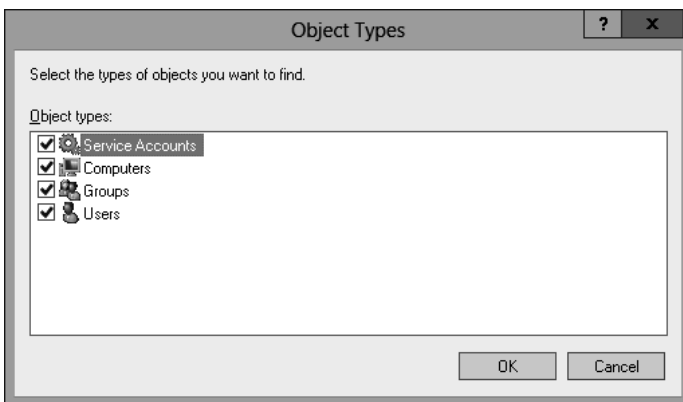 Object Types
?
x
Select the types of objects you want to find.
Object types:
Service Accounts
Computers
Groups
Users
OK
Cancel